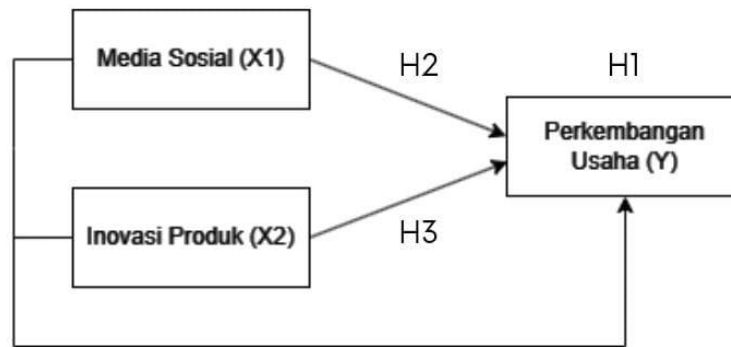 Media Sosial (X1)
H2
H1
Perkembangan
Usaha (Y)
Inovasi Produk (X2)
H3